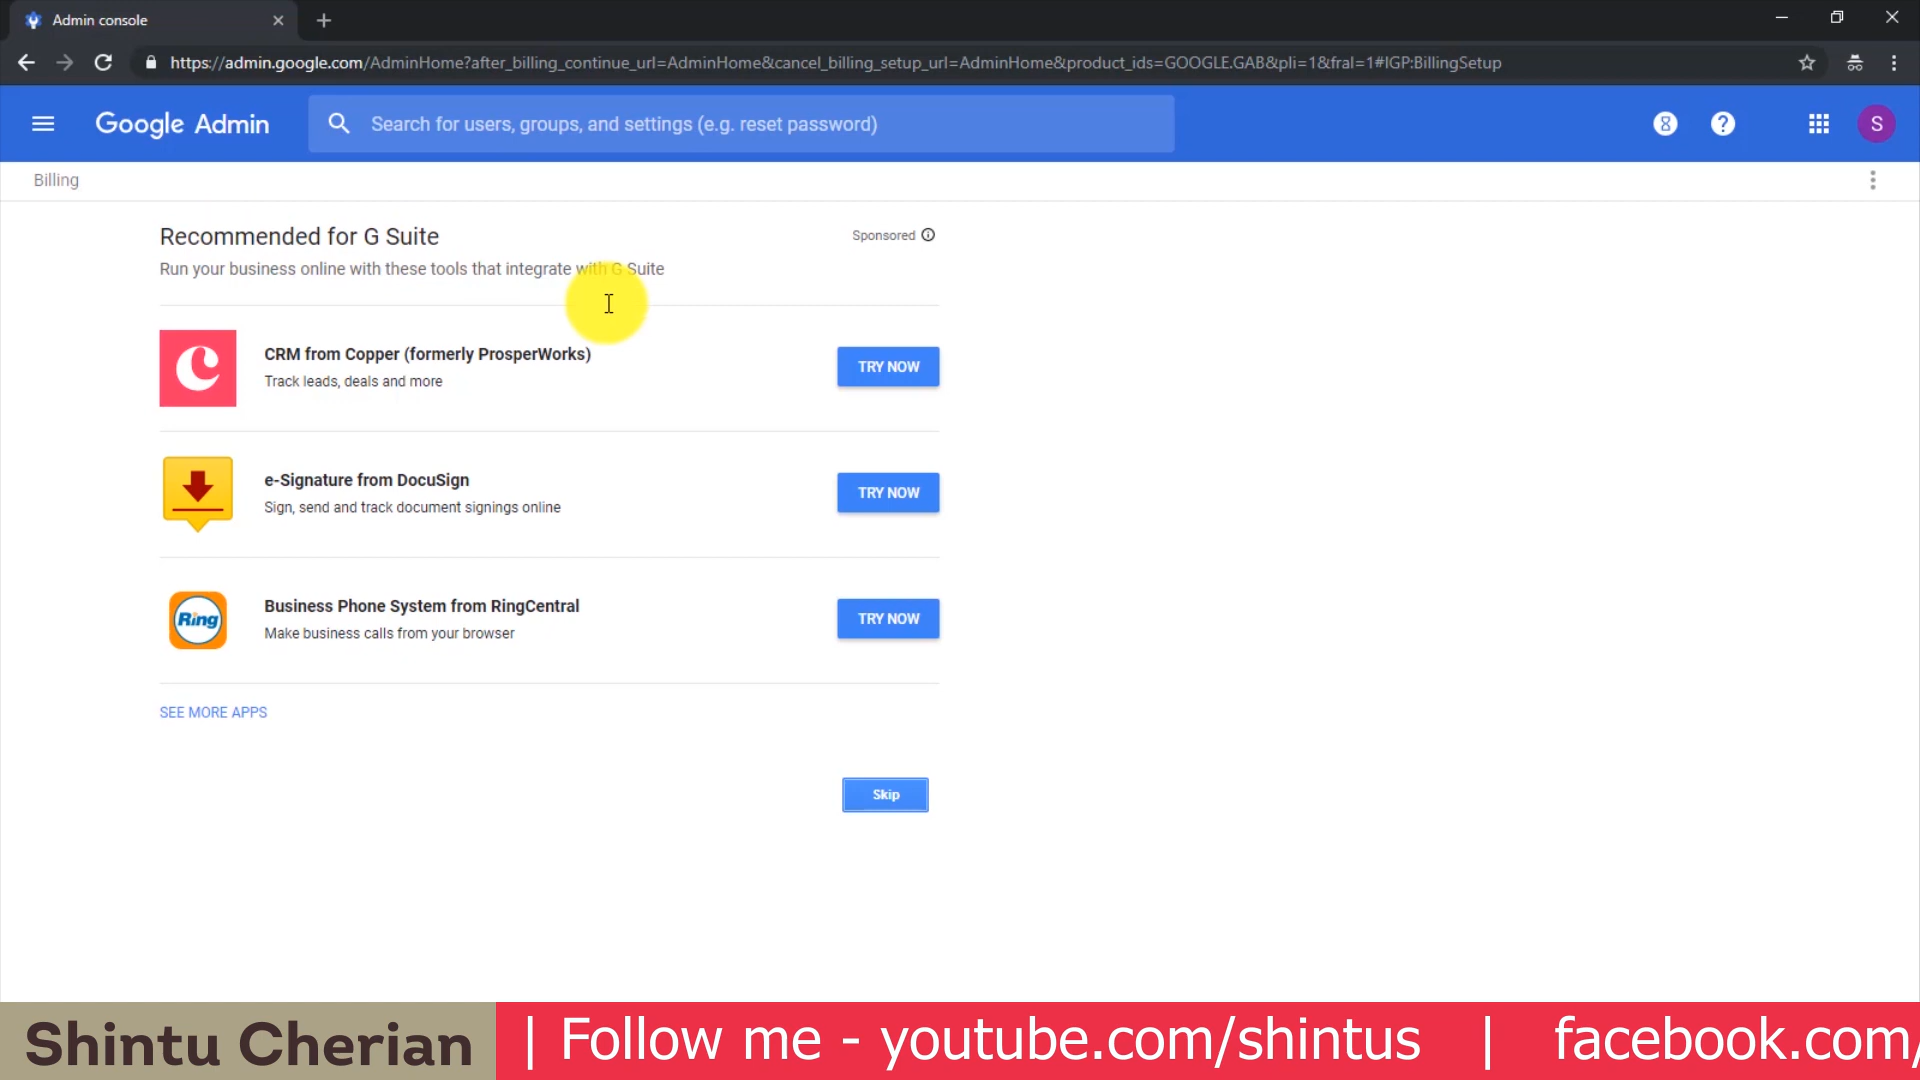 Admin console
https://admin.google.com/AdminHome?after_billing_continue_url=AdminHome&cancel_billing_setup_url=AdminHome&product_ids=GOOGLE.GAB&pli=1&fral=1#IGP:BillingSetup
Google Admin
Search for users, groups, and settings (e.g. reset password)
S
Billing
Recommended for G Suite
Sponsored
Run your business online with these tools that integrate with G Suite
CRM from Copper (formerly ProsperWorks)
Track leads, deals and more
TRY NOW
e-Signature from DocuSign
Sign, send and track document signings online
TRY NOW
Ring
Business Phone System from RingCentral
Make business calls from your browser
TRY NOW
SEE MORE APPS
Skip
Shintu Cherian | Follow me - youtube.com/shintus | facebook.com/